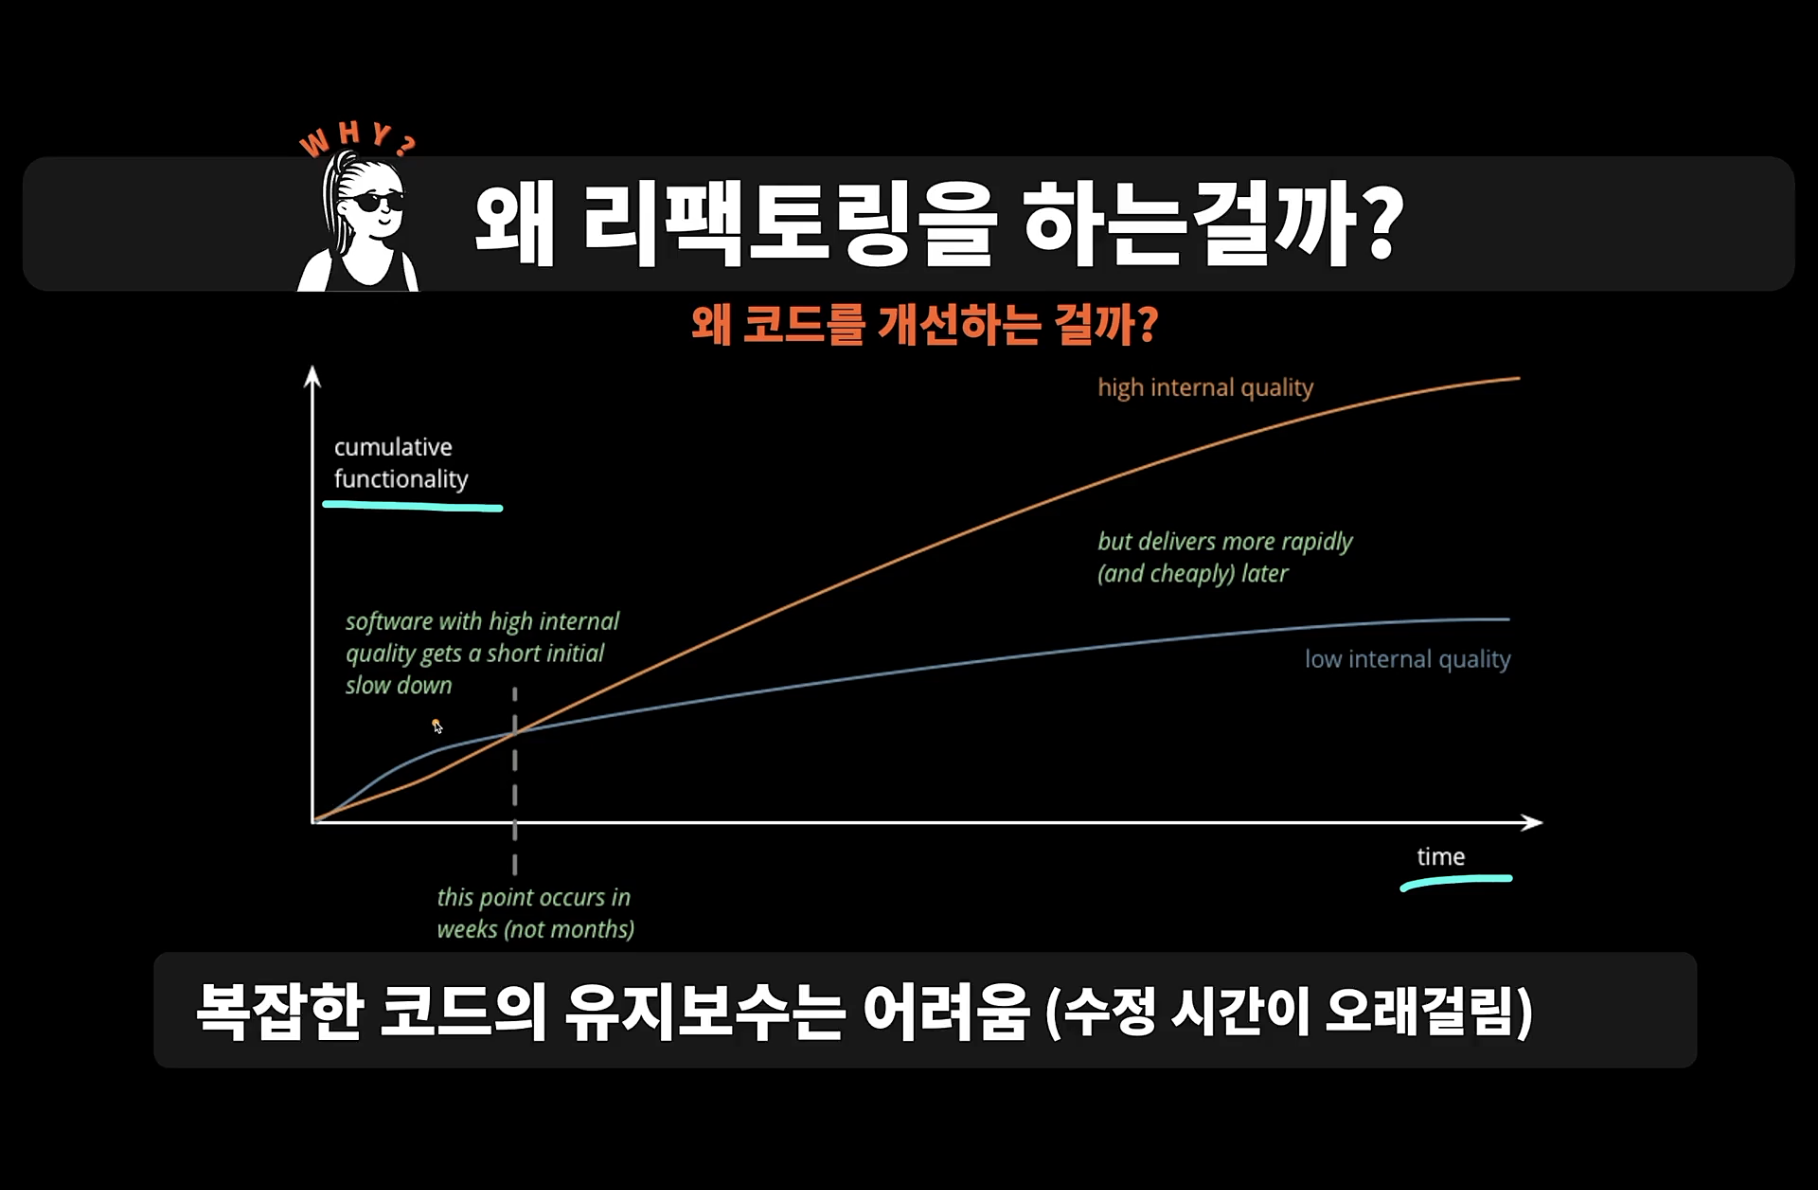 WHY?
왜 리팩토링을 하는걸까?
왜 코드를 개선하는 걸까?
high internal quality
cumulative
functionality
but delivers more rapidly
(and cheaply) later
software with high internal
quality gets a short initial
slow down
low internal quality
time
this point occurs in
weeks (not months)
복잡한 코드의 유지보수는 어려움 (수정 시간이 오래걸림)